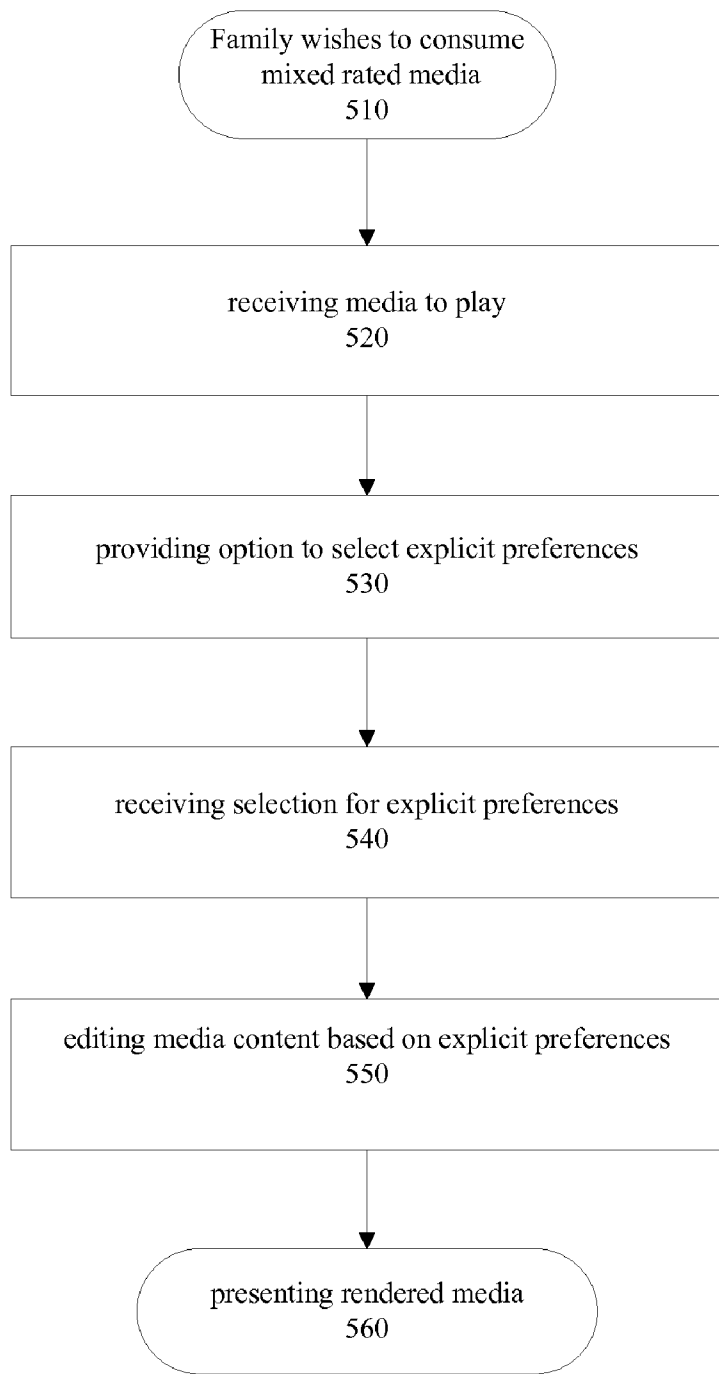 Family wishes to consume
mixed rated media
510
receiving media to play
520
providing option to select explicit preferences
530
receiving selection for explicit preferences
540
editing media content based on explicit preferences
550
presenting rendered media
560